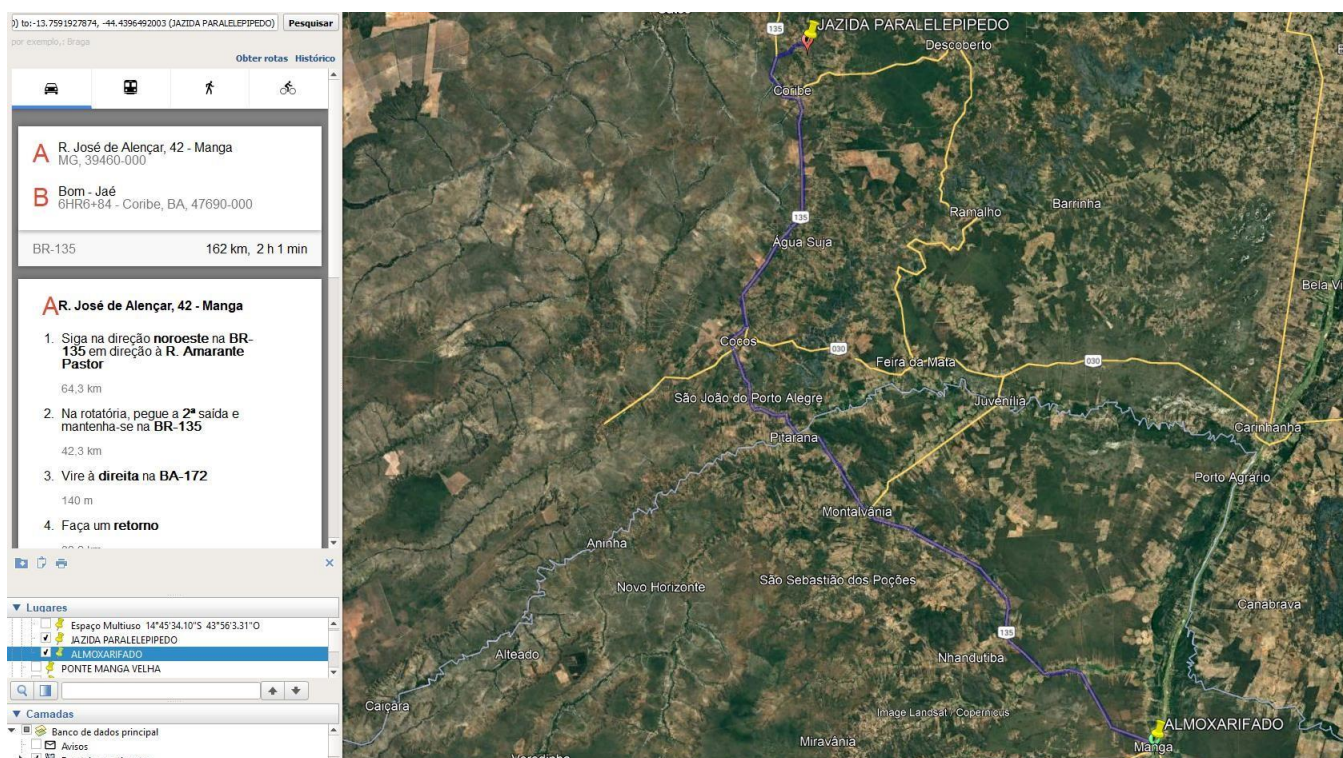 ) to:-13.7591927874, -44.4396492003 (JAZIDA PARALELEPIPEDO)
Pesquisar
por exemplo,: Braga
Obter rotas Histórico
A R. José de Alençar, 42 - Manga
MG, 39460-000
B Bom - Jaé
6HR6+84 - Coribe, BA, 47690-000
BR-135 162 km, 2 h 1 min
A R. José de Alençar, 42 - Manga
1. Siga na direção noroeste na BR-
135 em direção à R. Amarante
Pastor
64,3 km
2. Na rotatória, pegue a 2ª saída e
mantenha-se na BR-135
42,3 km
3. Vire à direita na BA-172
140 m
4. Faça um retorno
Lugares
Espaço Multiuso 14°45'34.10"S 43°56'3.31"O
JAZIDA PARALELEPIPEDO
ALMOXARIFADO
PONTE MANGA VELHA
Camadas
Banco de dados principal
Avisos
135
JAZIDA PARALELEPIPEDO
Descoberto
Coribe
Ramalho
Barrinha
135
Água Suja
Bela Vi
Cocos
030
Feira da Mata
030
São João do Porto Alegre
Juvenília
Pitarana
Carinhanha
Porto Agrário
Montalvânia
Aninha
Novo Horizonte
São Sebastião dos Poções
Canabrava
135
Alteado
Nhandutiba
Caiçara
Image Landsat / Copernicus
ALMOXARIFADO
Miravânia
Manga